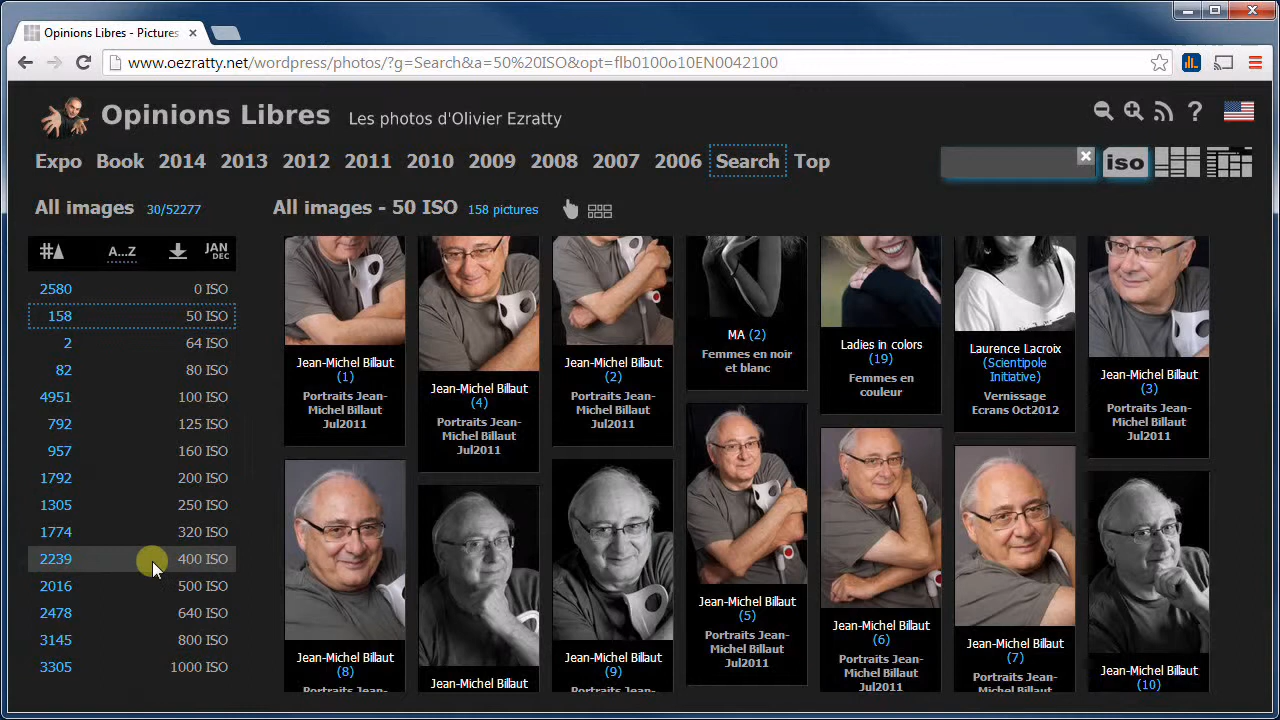 Opinions Libres - Pictures
www.oezratty.net/wordpress/photos/?g=Search&a=50%20ISO&opt=flb0100o10EN0042100
Opinions Libres Les photos d'Olivier Ezratty
Expo Book 2014 2013 2012 2011 2010 2009 2008 2007 2006 Search Top
iso
All images 30/52277
All images - 50 ISO 158 pictures
# A...Z JAN DEC
2580 0 ISO
158 50 ISO
2 64 ISO
82 80 ISO
4951 100 ISO
792 125 ISO
957 160 ISO
1792 200 ISO
1305 250 ISO
1774 320 ISO
2239 400 ISO
2016 500 ISO
2478 640 ISO
3145 800 ISO
3305 1000 ISO
Jean-Michel Billaut
(1)
Portraits Jean-
Michel Billaut
Jul2011
Jean-Michel Billaut
(4)
Portraits Jean-
Michel Billaut
Jul2011
Jean-Michel Billaut
(2)
Portraits Jean-
Michel Billaut
Jul2011
MA (2)
Femmes en noir
et blanc
Ladies in colors
(19)
Femmes en
couleur
Laurence Lacroix
(Scientipole
Initiative)
Vernissage
Ecrans Oct2012
Jean-Michel Billaut
(3)
Portraits Jean-
Michel Billaut
Jul2011
Jean-Michel Billaut
(8)
Portraits Jean-
Jean-Michel Billaut
Jean-Michel Billaut
(9)
Portraits Jean-
Jean-Michel Billaut
(5)
Portraits Jean-
Michel Billaut
Jul2011
Jean-Michel Billaut
(6)
Portraits Jean-
Michel Billaut
Jul2011
Jean-Michel Billaut
(7)
Portraits Jean-
Michel Billaut
Jean-Michel Billaut
(10)